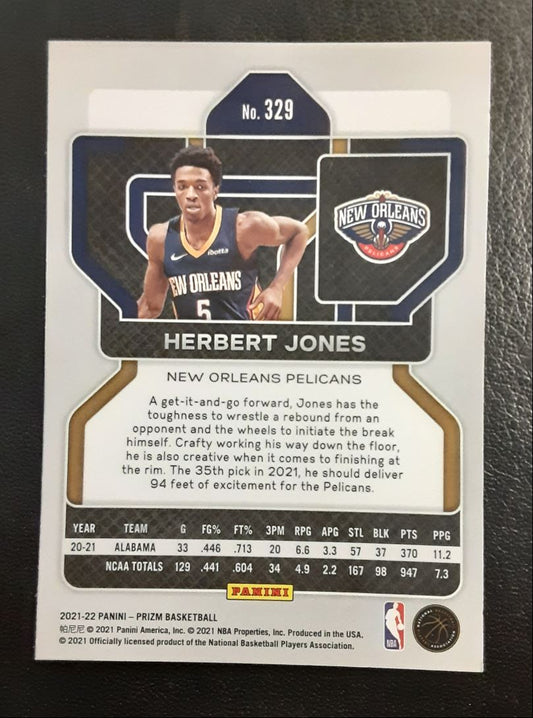 No. 329
ibotta
NEW ORLEANS
5
NEW ORLEANS
PELICANS
HERBERT JONES
NEW ORLEANS PELICANS
A get-it-and-go forward, Jones has the
toughness to wrestle a rebound from an
opponent and the wheels to initiate the break
himself. Crafty working his way down the floor,
he is also creative when it comes to finishing at
the rim. The 35th pick in 2021, he should deliver
94 feet of excitement for the Pelicans.
YEAR TEAM G FG% FT% 3PM RPG APG STL BLK PTS PPG
20-21 ALABAMA 33 .446 .713 20 6.6 3.3 57 37 370 11.2
NCAA TOTALS 129 .441 .604 34 4.9 2.2 167 98 947 7.3
PANINI
2021-22 PANINI – PRIZM BASKETBALL
帕尼尼 © 2021 Panini America, Inc. © 2021 NBA Properties, Inc. Produced in the USA.
© 2021 Officially licensed product of the National Basketball Players Association.
NBA